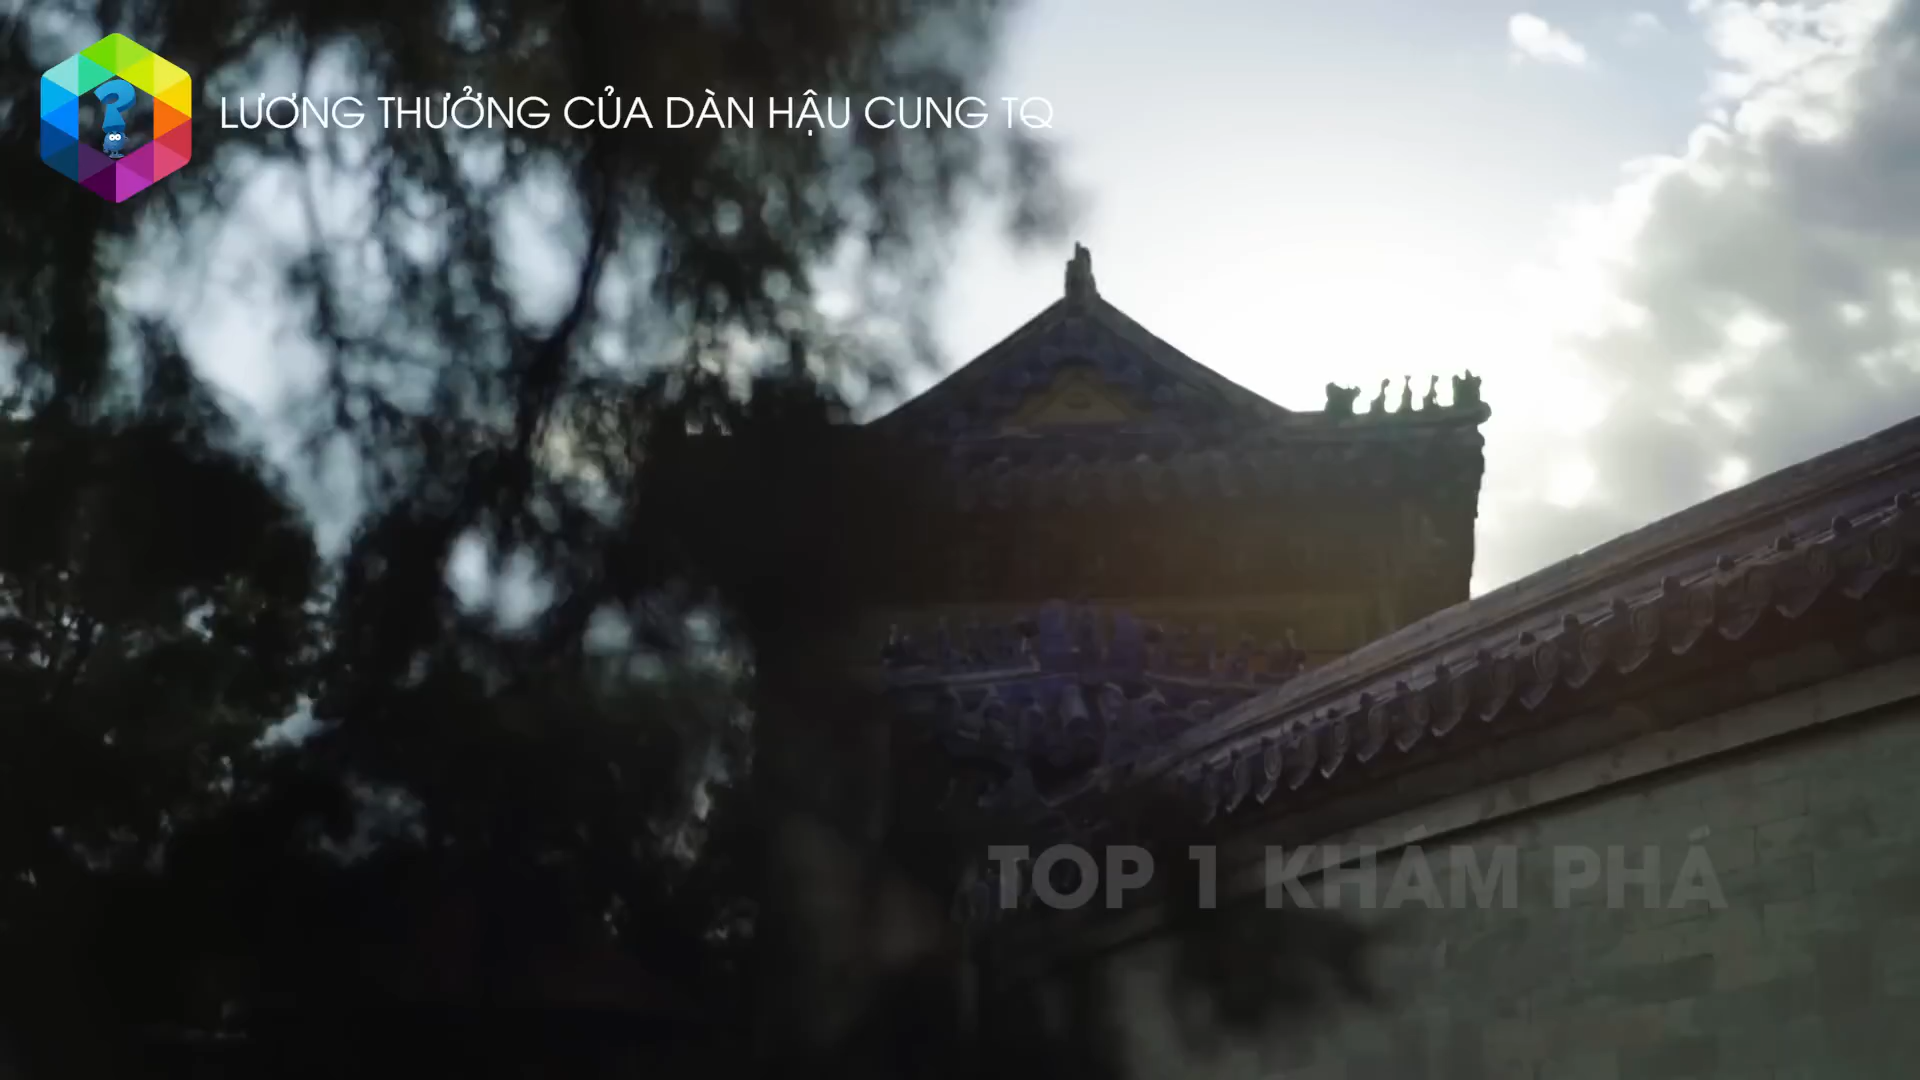 LƯƠNG THƯỞNG CỦA DÀN HẬU CUNG TQ
TOP 1 KHÁM PHÁ